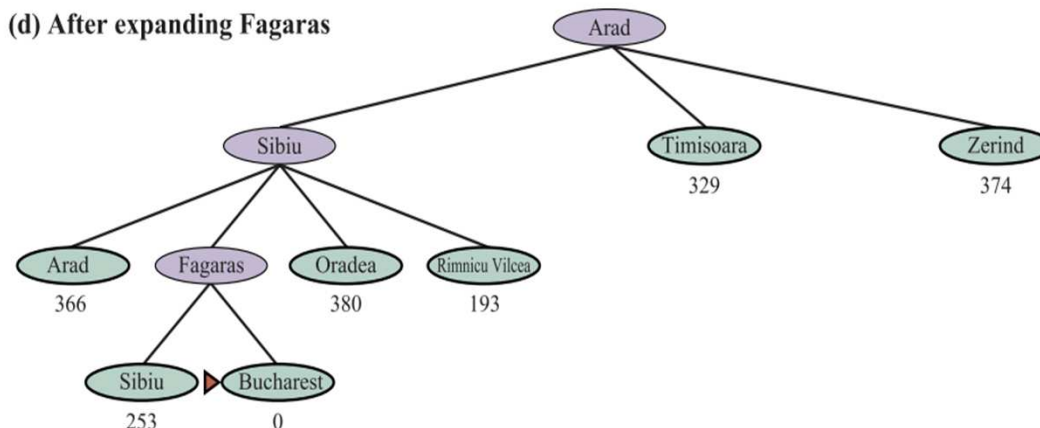 (d) After expanding Fagaras
Arad
Sibiu
Timisoara
Zerind
329
374
Arad
Fagaras
Oradea
Rimnicu Vilcea
366
380
193
Sibiu
Bucharest
253
0